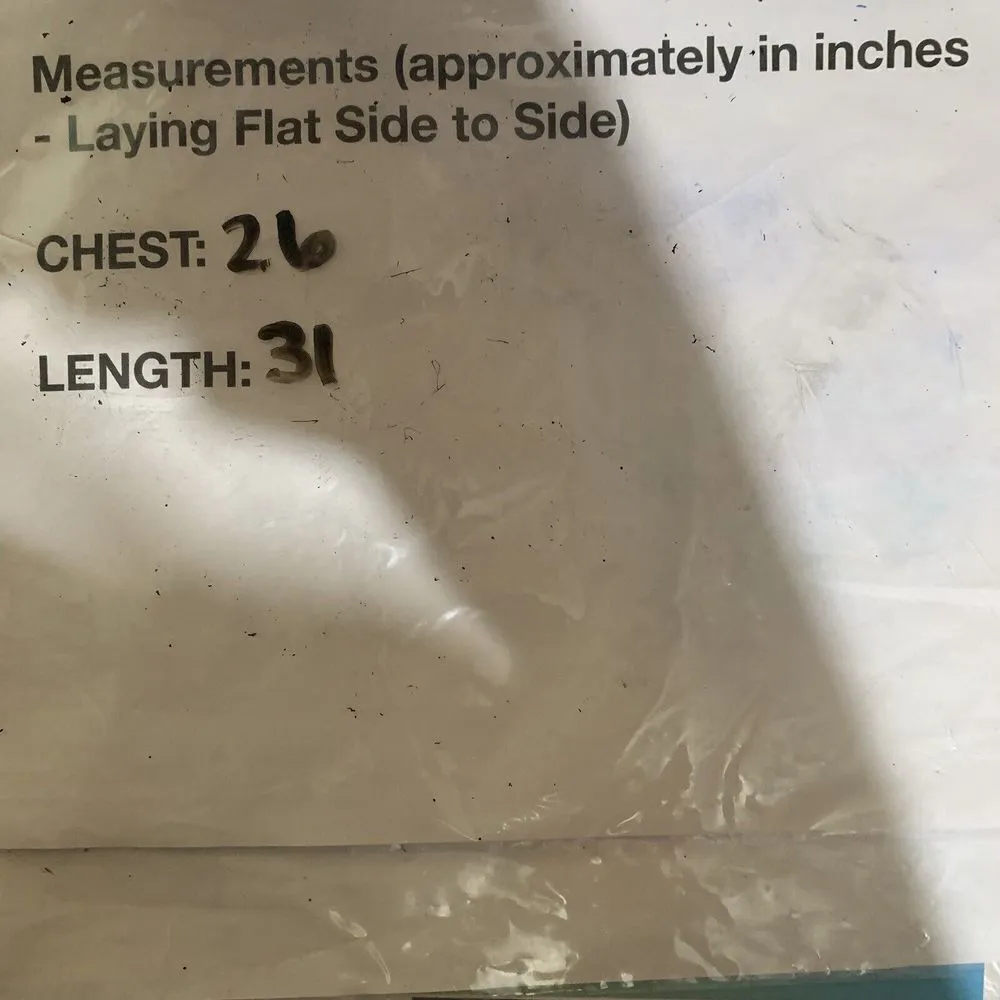 Measurements (approximately in inches
- Laying Flat Side to Side)
CHEST: 26
LENGTH: 31